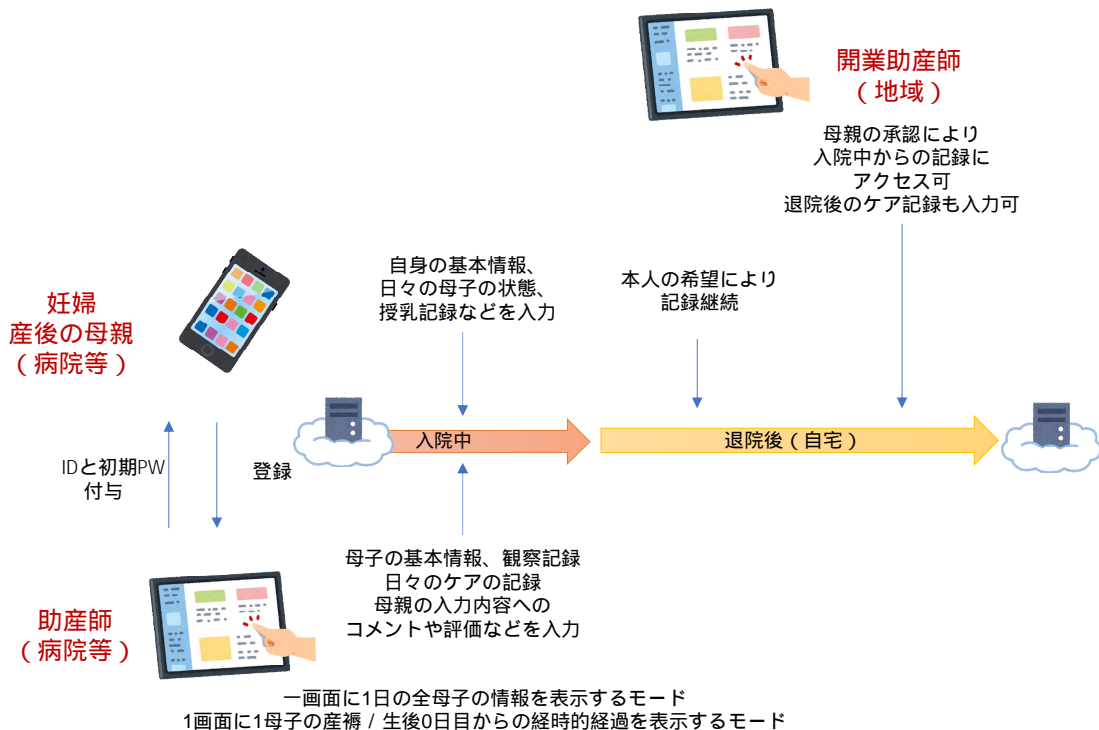 開業助産師
（地域）
母親の承認により
入院中からの記録に
アクセス可
退院後のケア記録も入力可
自身の基本情報、
日々の母子の状態、
授乳記録などを入力
本人の希望により
記録継続
妊婦
産後の母親
（病院等）
入院中
退院後（自宅）
IDと初期PW
付与
登録
母子の基本情報、観察記録
日々のケアの記録
母親の入力内容への
コメントや評価などを入力
助産師
（病院等）
一画面に1日の全母子の情報を表示するモード
1画面に1母子の産褥/生後0日目からの経時的経過を表示するモード